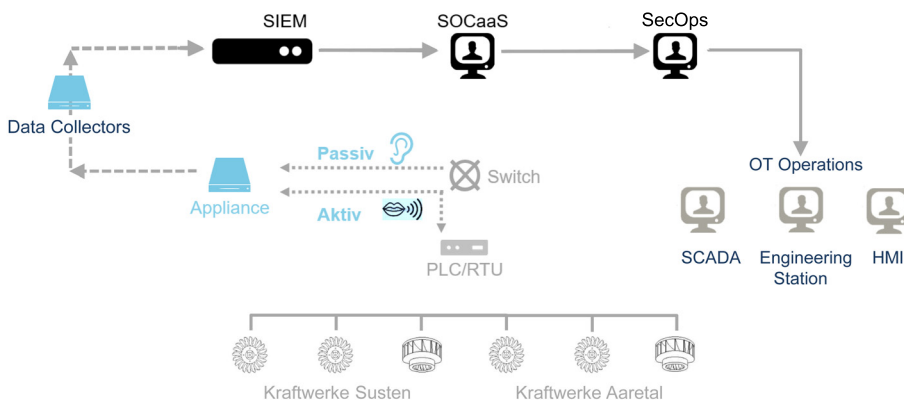 SIEM
SOCaaS
SecOps
Data Collectors
Passiv
Switch
OT Operations
Appliance
Aktiv
PLC/RTU
SCADA
Engineering
Station
HMI
Kraftwerke Susten
Kraftwerke Aaretal